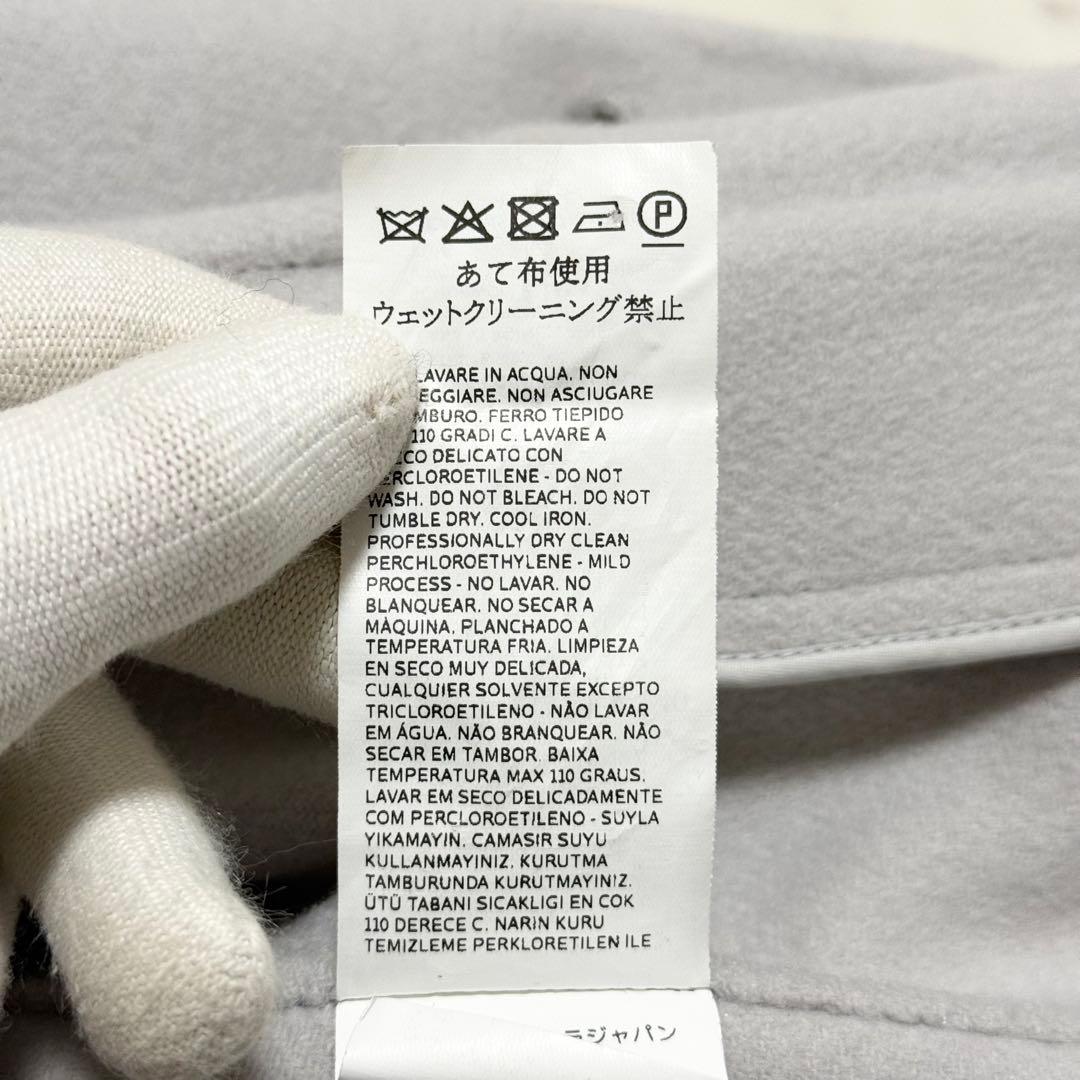 P
あて布使用
ウェットクリーニング禁止
LAVARE IN ACQUA. NON
ASCIUGARE. NON ASCIUGARE
FERRO TIEPIDO
110 GRADI C. LAVARE A
DELICATO CON
PERCLOROETILENE - DO NOT
WASH. DO NOT BLEACH. DO NOT
TUMBLE DRY. COOL IRON.
PROFESSIONALLY DRY CLEAN
PERCHLOROETHYLENE - MILD
PROCESS - NO LAVAR. NO
BLANQUEAR. NO SECAR A
MÀQUINA. PLANCHADO A
TEMPERATURA FRIA. LIMPIEZA
EN SECO MUY DELICADA,
CUALQUIER SOLVENTE EXCEPTO
TRICLOROETILENO - NÃO LAVAR
EM ÁGUA. NÃO BRANQUEAR. NÃO
SECAR EM TAMBOR. BAIXA
TEMPERATURA MAX 110 GRAUS.
LAVAR EM SECO DELICADAMENTE
COM PERCLOROETILENO - SUYLA
YIKAMAYIN. CAMASIR SUYU
KULLANMAYINIZ. KURUTMA
TAMBURUNDA KURUTMAYINIZ.
ÜTÜ TABANI SICAKLIGI EN COK
110 DERECE C. NARIN KURU
TEMIZLEME PERKLORETILEN ILE
ラジャパン